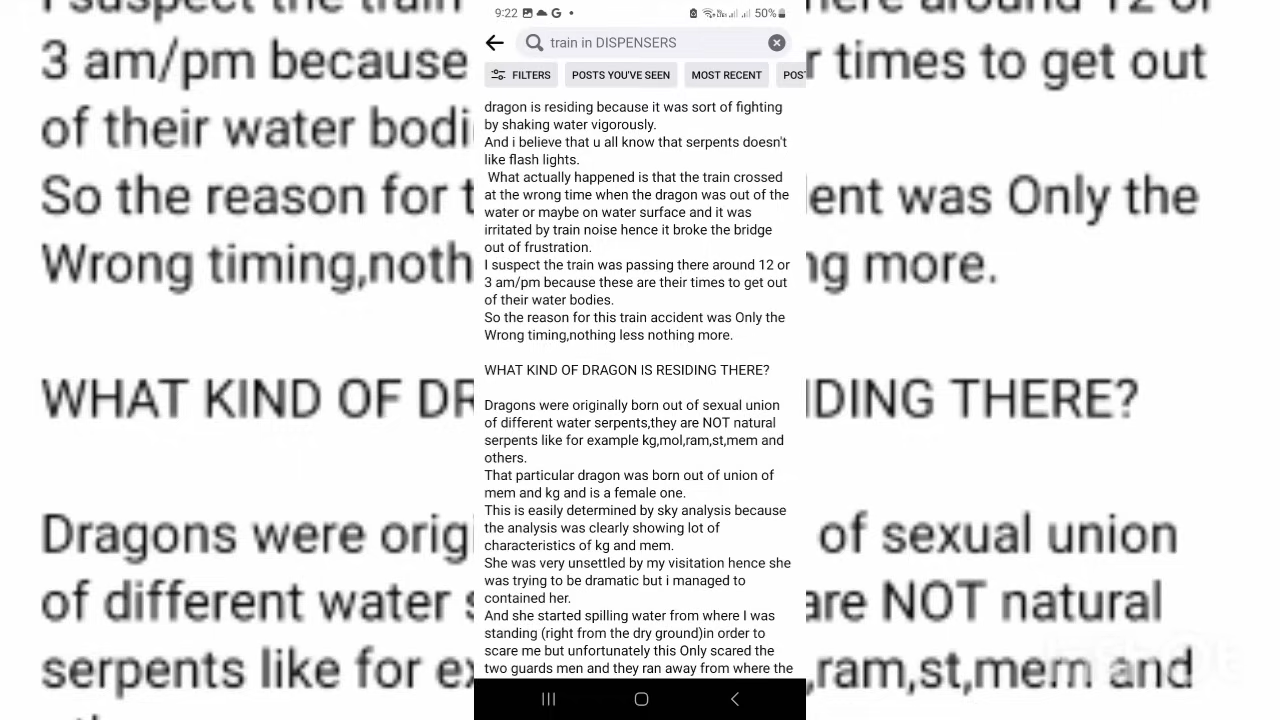 9:22
50%
train in DISPENSERS
FILTERS
POSTS YOU'VE SEEN
MOST RECENT
POS
dragon is residing because it was sort of fighting
by shaking water vigorously.
And i believe that u all know that serpents doesn't
like flash lights.
What actually happened is that the train crossed
at the wrong time when the dragon was out of the
water or maybe on water surface and it was
irritated by train noise hence it broke the bridge
out of frustration.
I suspect the train was passing there around 12 or
3 am/pm because these are their times to get out
of their water bodies.
So the reason for this train accident was Only the
Wrong timing,nothing less nothing more.
WHAT KIND OF DRAGON IS RESIDING THERE?
Dragons were originally born out of sexual union
of different water serpents,they are NOT natural
serpents like for example kg,mol,ram,st,mem and
others.
That particular dragon was born out of union of
mem and kg and is a female one.
This is easily determined by sky analysis because
the analysis was clearly showing lot of
characteristics of kg and mem.
She was very unsettled by my visitation hence she
was trying to be dramatic but i managed to
contained her.
And she started spilling water from where I was
standing (right from the dry ground)in order to
scare me but unfortunately this Only scared the
two guards men and they ran away from where the
3 am/pm because
r times to get out
of their water bodi
So the reason for t
ent was Only the
Wrong timing,noth
ng more.
WHAT KIND OF DR
IDING THERE?
Dragons were orig
of sexual union
of different water s
are NOT natural
serpents like for ex
,ram,st,mem and